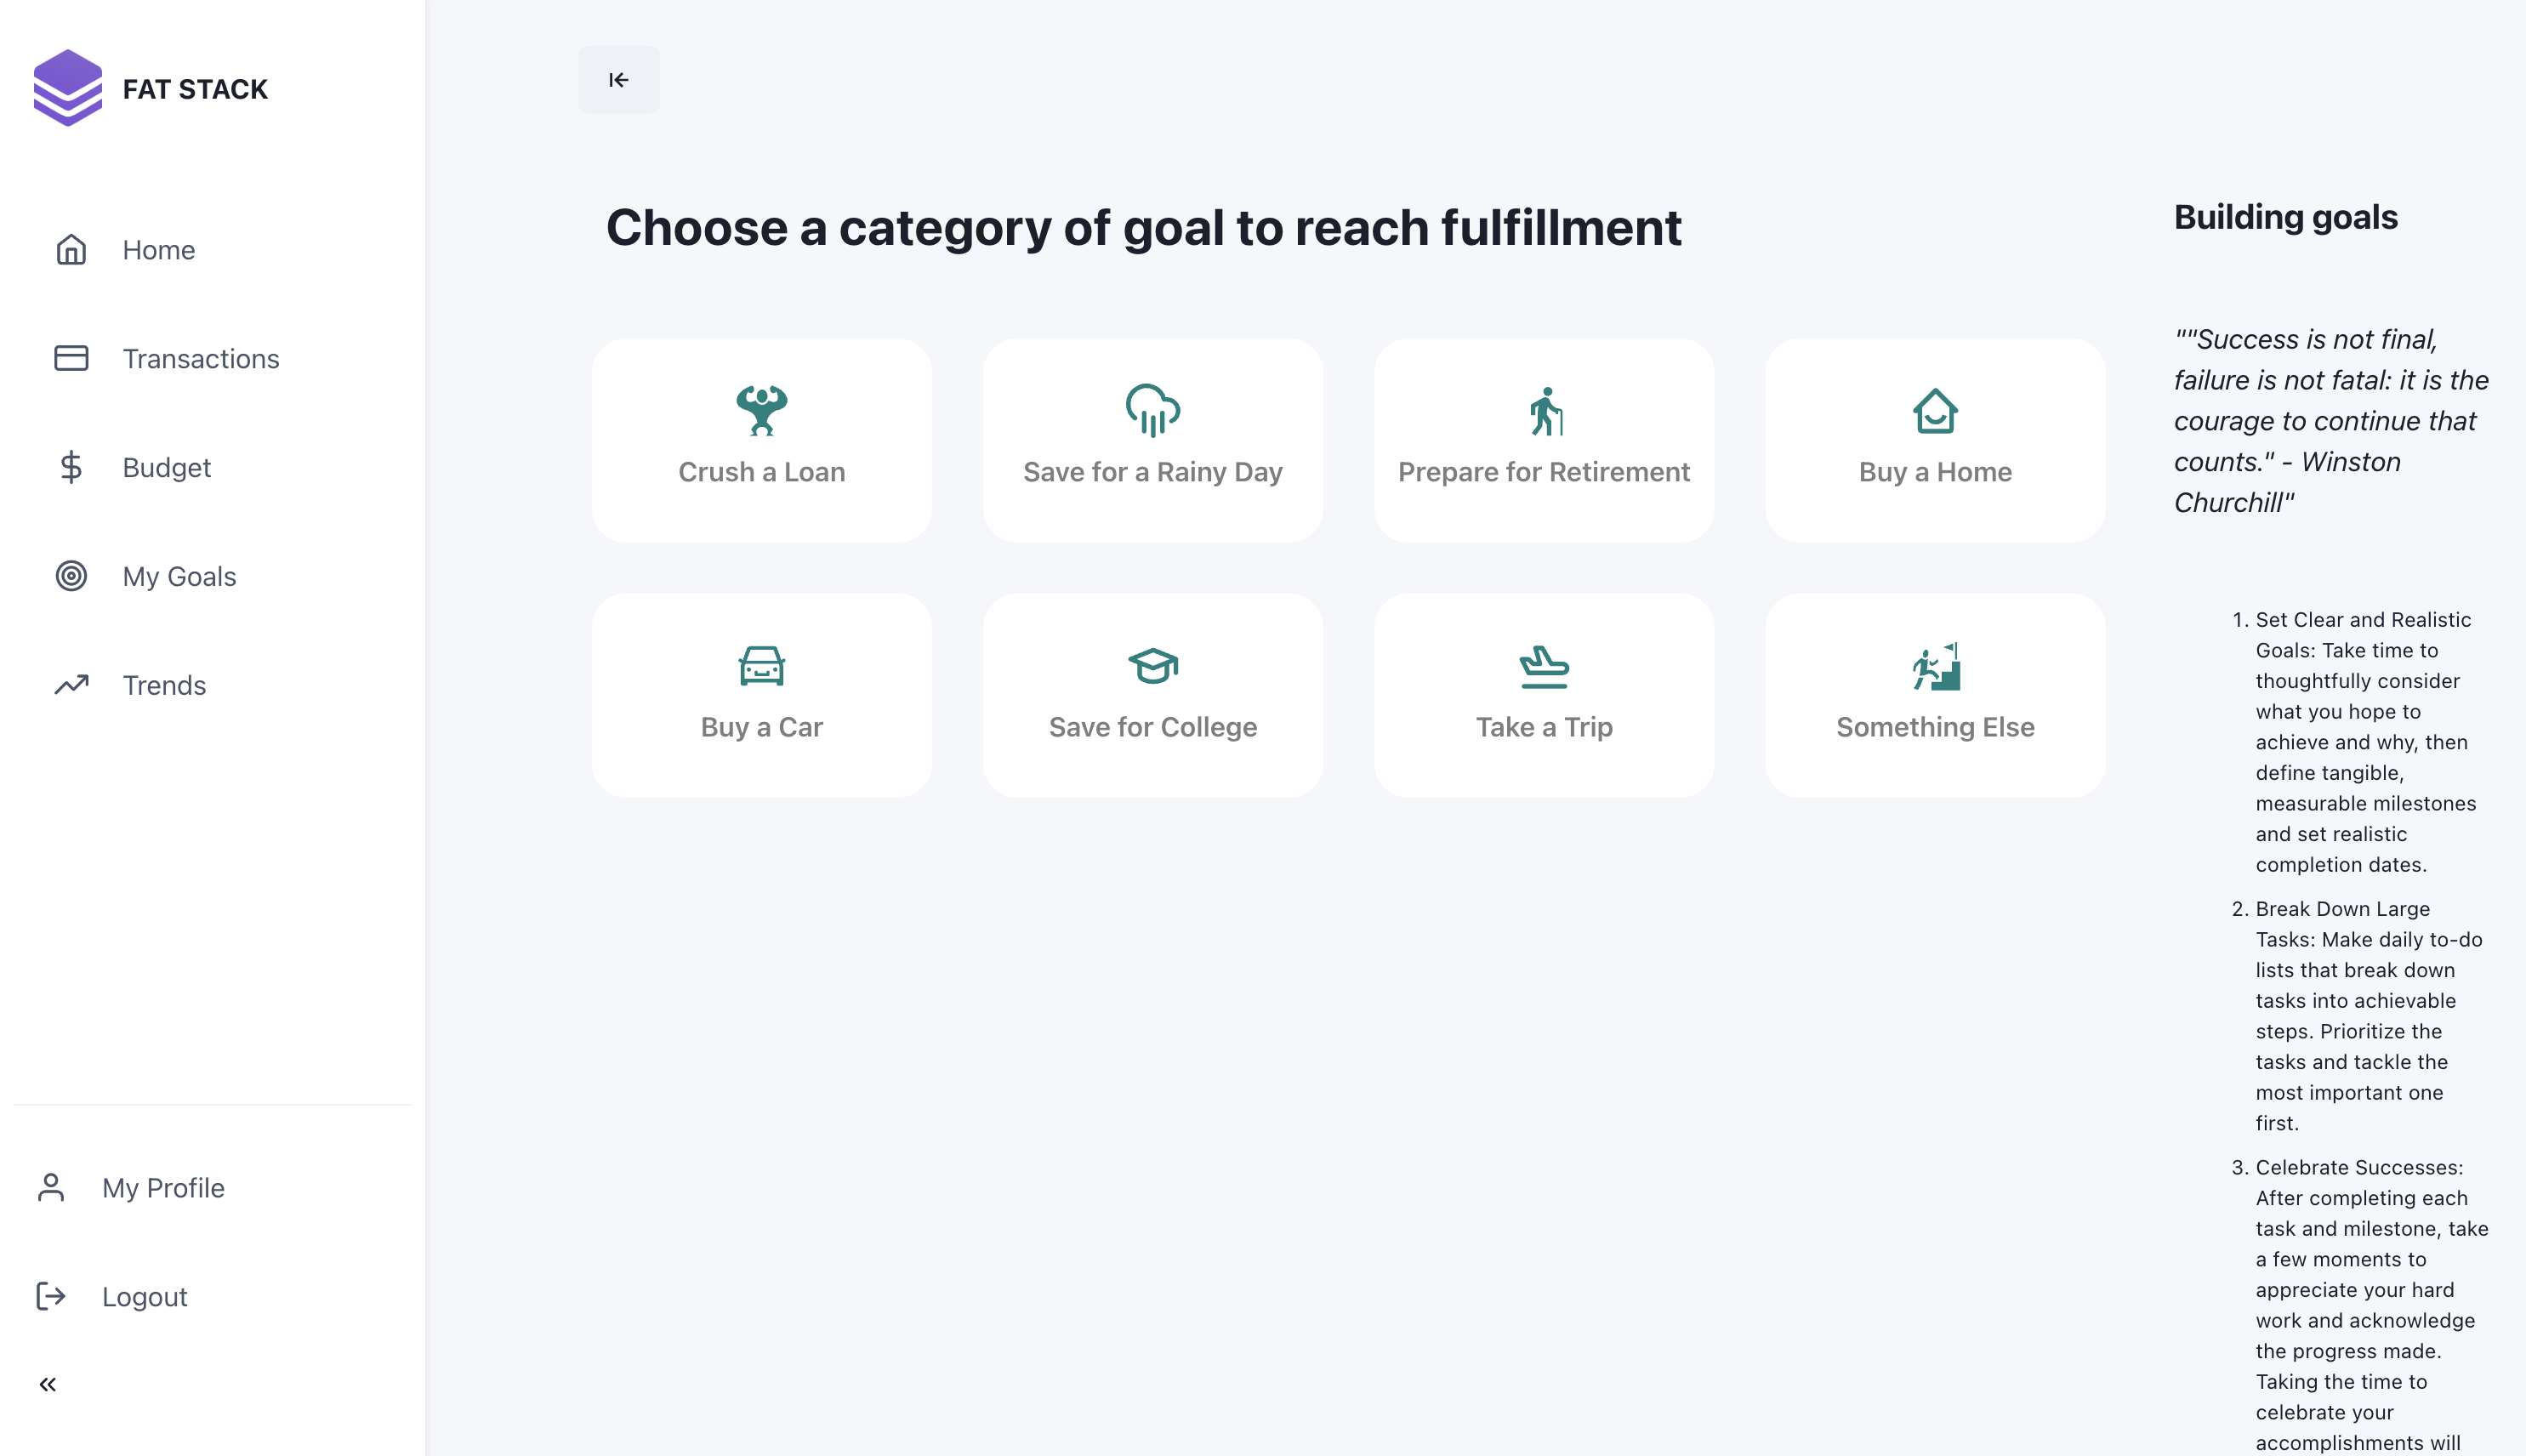 FAT STACK
Home
Transactions
Budget
My Goals
Trends
My Profile
Logout
Choose a category of goal to reach fulfillment
Crush a Loan
Save for a Rainy Day
Prepare for Retirement
Buy a Home
Buy a Car
Save for College
Take a Trip
Something Else
Building goals
""Success is not final,
failure is not fatal: it is the
courage to continue that
counts." - Winston
Churchill"
1. Set Clear and Realistic
Goals: Take time to
thoughtfully consider
what you hope to
achieve and why, then
define tangible,
measurable milestones
and set realistic
completion dates.
2. Break Down Large
Tasks: Make daily to-do
lists that break down
tasks into achievable
steps. Prioritize the
tasks and tackle the
most important one
first.
3. Celebrate Successes:
After completing each
task and milestone, take
a few moments to
appreciate your hard
work and acknowledge
the progress made.
Taking the time to
celebrate your
accomplishments will